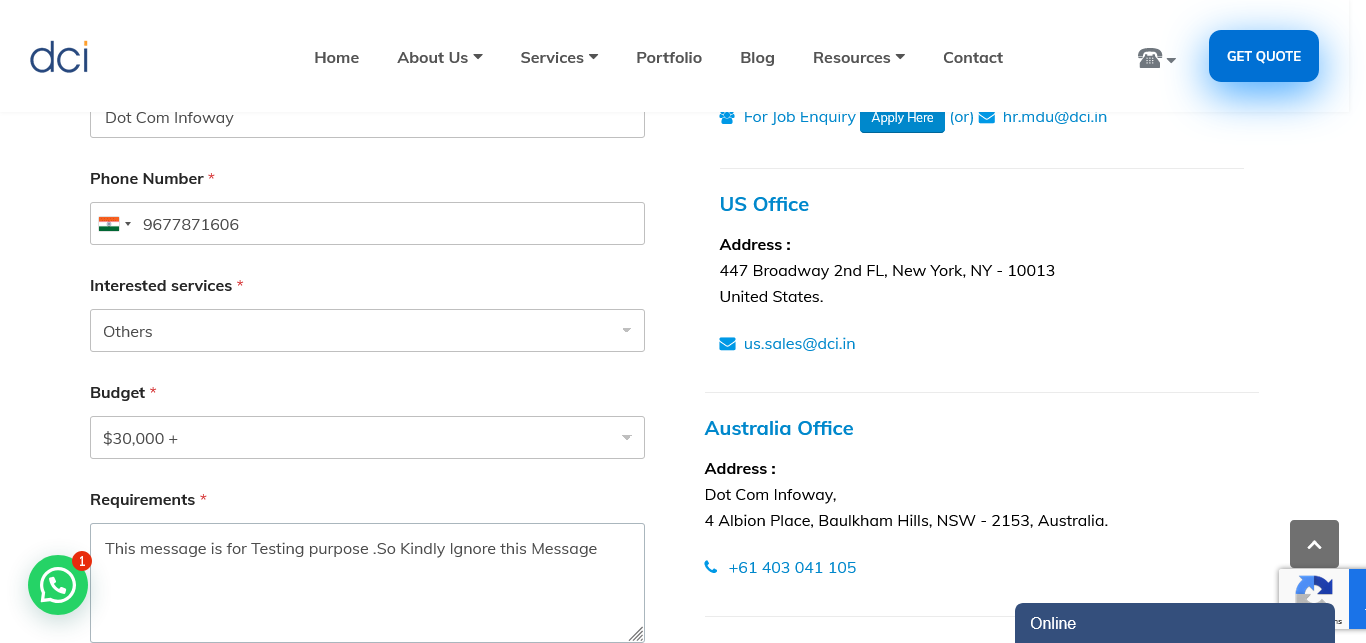 dci
Home About Us Services Portfolio Blog Resources Contact GET QUOTE
Dot Com Infoway
For Job Enquiry Apply Here (or) hr.mdu@dci.in
Phone Number *
9677871606
Interested services *
Others
Budget *
$30,000 +
Requirements *
This message is for Testing purpose .So Kindly Ignore this Message
1
US Office
Address :
447 Broadway 2nd FL, New York, NY - 10013
United States.
us.sales@dci.in
Australia Office
Address :
Dot Com Infoway,
4 Albion Place, Baulkham Hills, NSW - 2153, Australia.
+61 403 041 105
Online